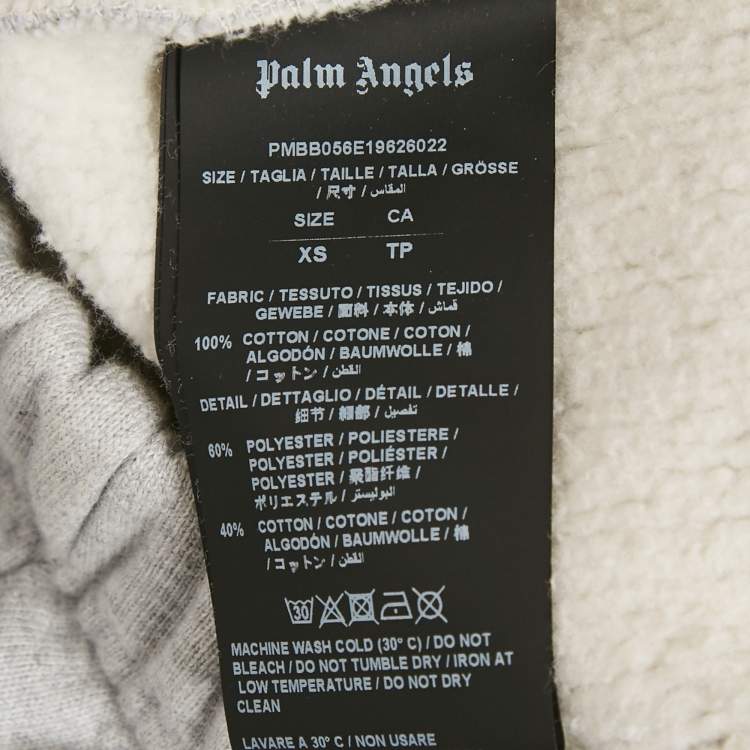 Palm Angels
PMBB056E19626022
SIZE / TAGLIA / TAILLE / TALLA / GRÖSSE
/ 尺寸 / المقاس
SIZE CA
XS TP
FABRIC / TESSUTO / TISSUS / TEJIDO /
GEWEBE / 面料 / 本体 / قماش
100% COTTON / COTONE / COTON /
ALGODÓN / BAUMWOLLE / 棉
/ コットン / القطن
DETAIL / DETTAGLIO / DÉTAIL / DETALLE /
细节 / 細部 / تفصيل
60% POLYESTER / POLIESTERE /
POLYESTER / POLIÉSTER /
POLYESTER / 聚酯纤维 /
ポリエステル / البوليستر
40% COTTON / COTONE / COTON /
ALGODÓN / BAUMWOLLE / 棉
/ コットン / القطن
30
MACHINE WASH COLD (30° C) / DO NOT
BLEACH / DO NOT TUMBLE DRY / IRON AT
LOW TEMPERATURE / DO NOT DRY
CLEAN
LAVARE A 30° C / NON USARE